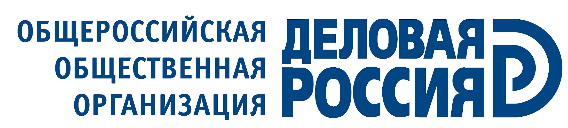 ОБЩЕРОССИЙСКАЯ
ОБЩЕСТВЕННАЯ
ОРГАНИЗАЦИЯ
ДЕЛОВАЯ
РОССИЯ